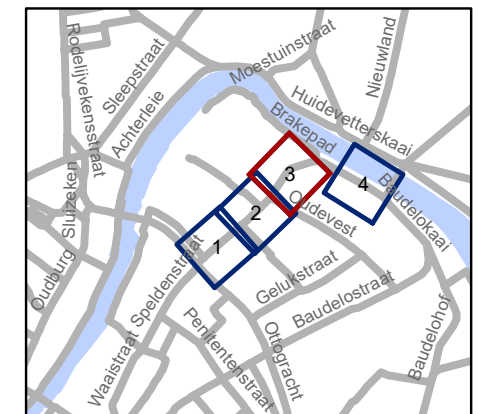 Rodelijvekensstraat
Sleepstraat
Moestuinstraat
Nieuwland
Achterleie
Brakepad
Huidevetterskaai
Sluizeken
3
4
Baudelokaai
2
Oudevest
1
Oudburg
Speldenstraat
Gelukstraat
Baudelostraat
Waaistraat
Penitentenstraat
Ottogracht
Baudelohof